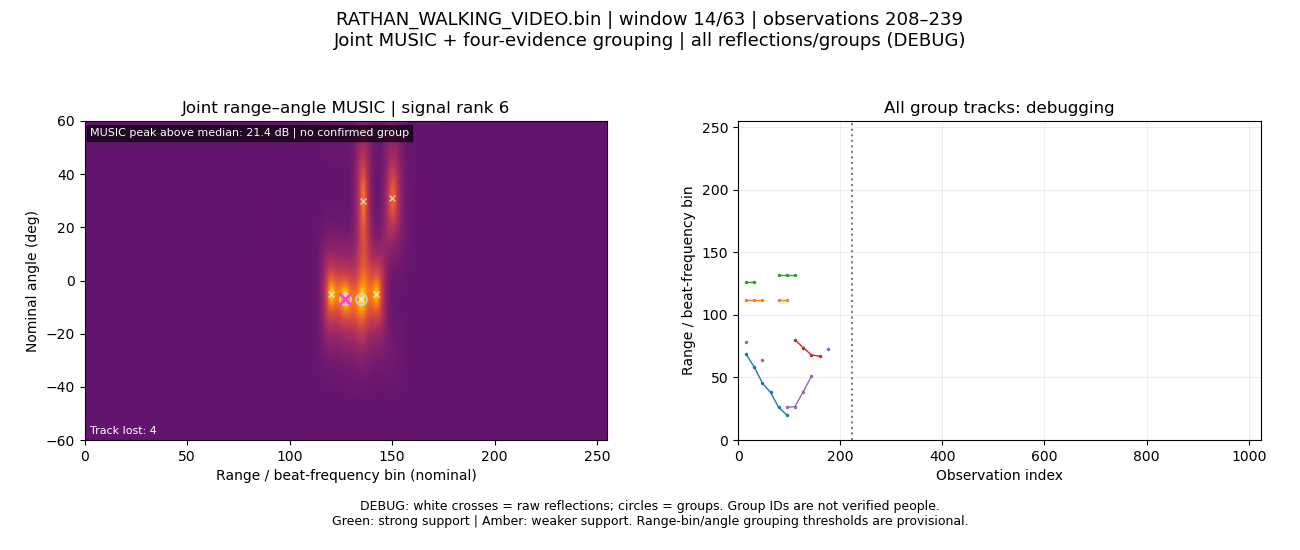 RATHAN_WALKING_VIDEO.bin | window 14/63 | observations 208–239
Joint MUSIC + four-evidence grouping | all reflections/groups (DEBUG)
Joint range–angle MUSIC | signal rank 6
MUSIC peak above median: 21.4 dB | no confirmed group
60
40
20
0
−20
−40
−60
Nominal angle (deg)
Track lost: 4
0 50 100 150 200 250
Range / beat-frequency bin (nominal)
All group tracks: debugging
250
200
150
100
50
0
Range / beat-frequency bin
0 200 400 600 800 1000
Observation index
DEBUG: white crosses = raw reflections; circles = groups. Group IDs are not verified people.
Green: strong support | Amber: weaker support. Range-bin/angle grouping thresholds are provisional.